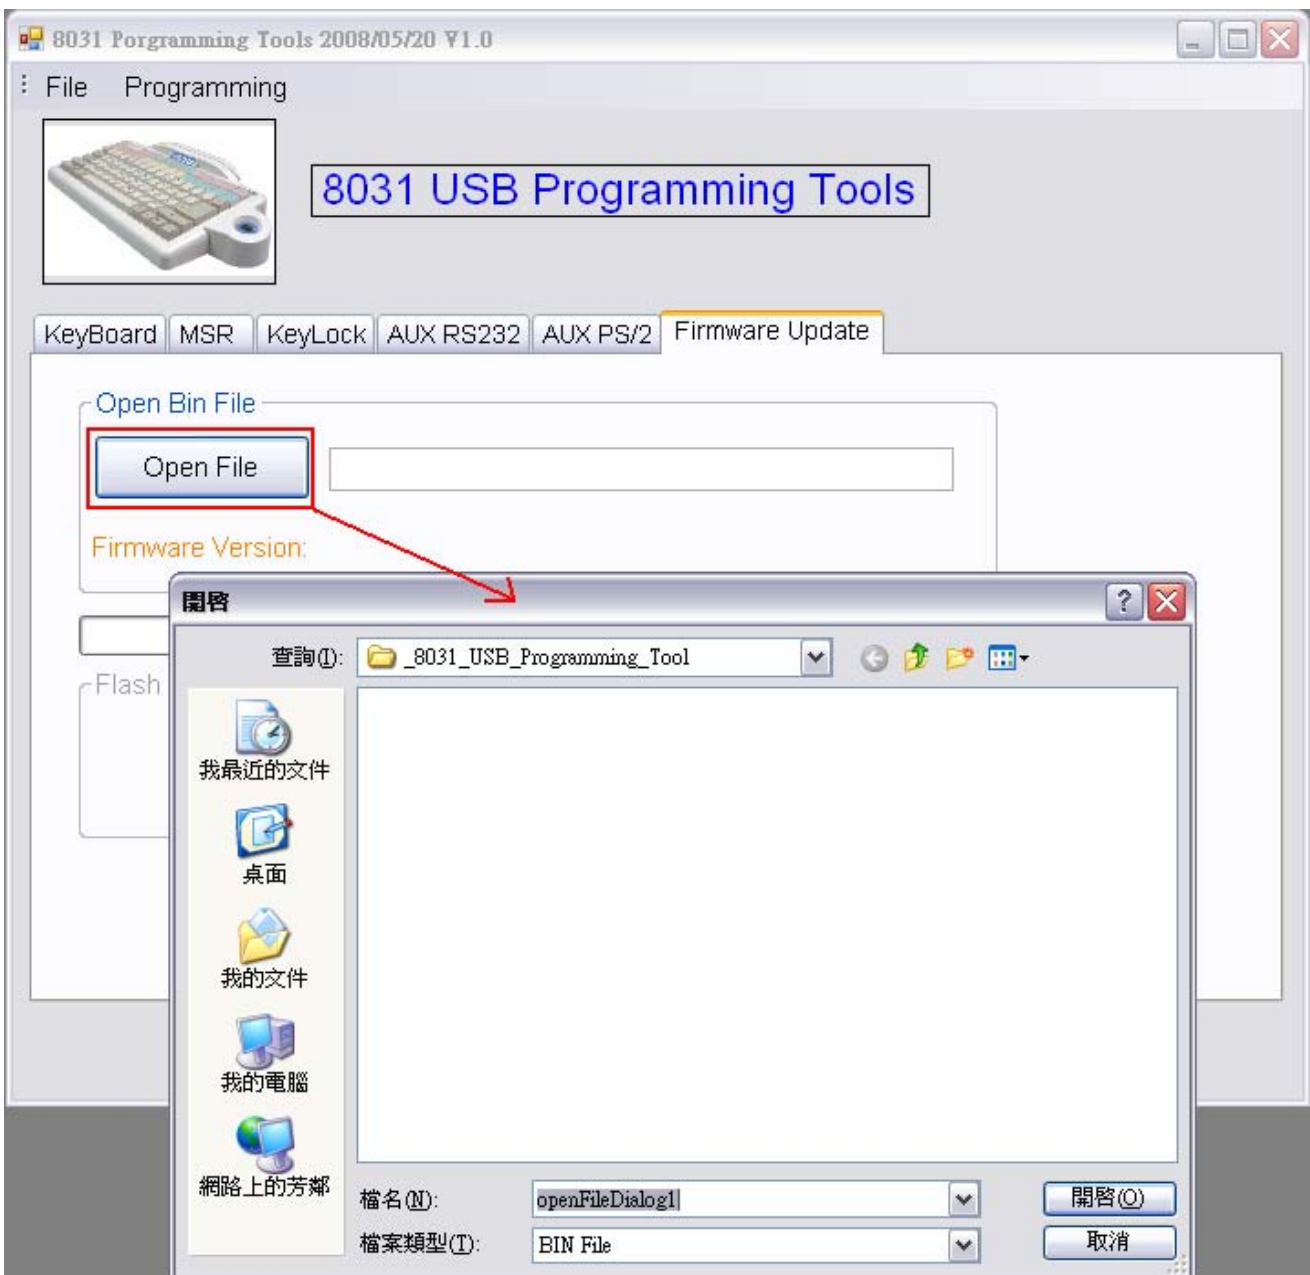 8031 Porgramming Tools 2008/05/20 V1.0
File Programming
8031 USB Programming Tools
KeyBoard MSR KeyLock AUX RS232 AUX PS/2 Firmware Update
Open Bin File
Open File
Firmware Version:
開啓
查詢(I): _8031_USB_Programming_Tool
Flash
我最近的文件
桌面
我的文件
我的電腦
網路上的芳鄰
檔名(N): openFileDialog1 開啓(O)
檔案類型(T): BIN File 取消